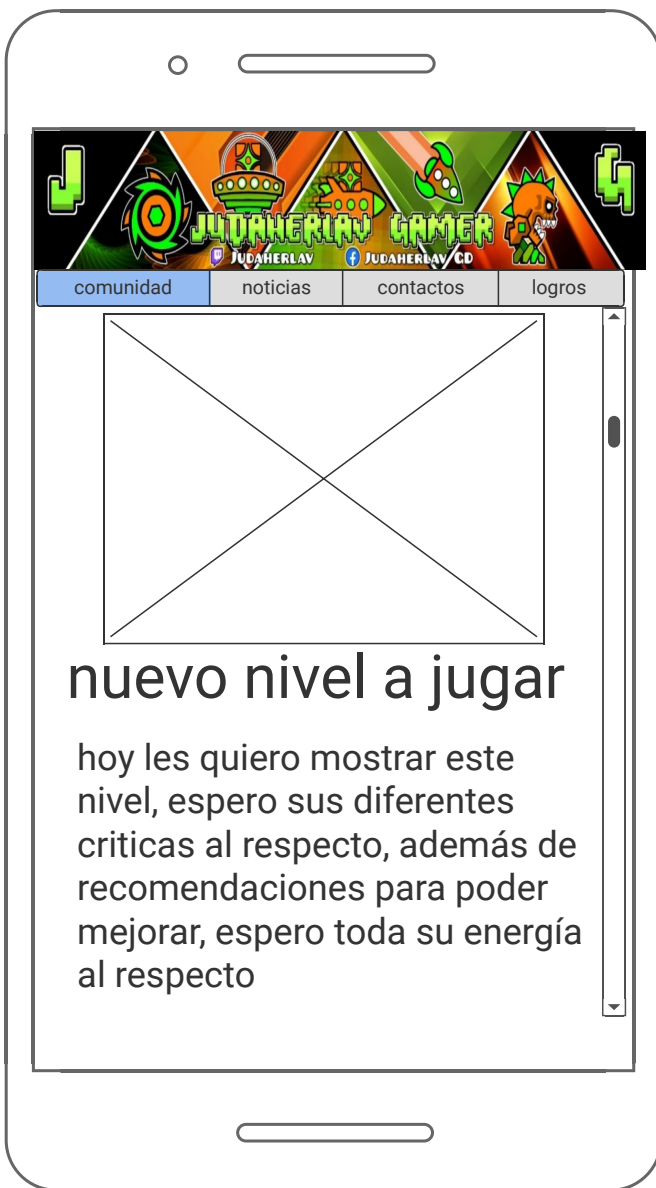 J
G
JUDAHERLAV GAMER
JUDAHERLAV
JUDAHERLAV/GD
comunidad
noticias
contactos
logros
nuevo nivel a jugar
hoy les quiero mostrar este
nivel, espero sus diferentes
criticas al respecto, además de
recomendaciones para poder
mejorar, espero toda su energía
al respecto